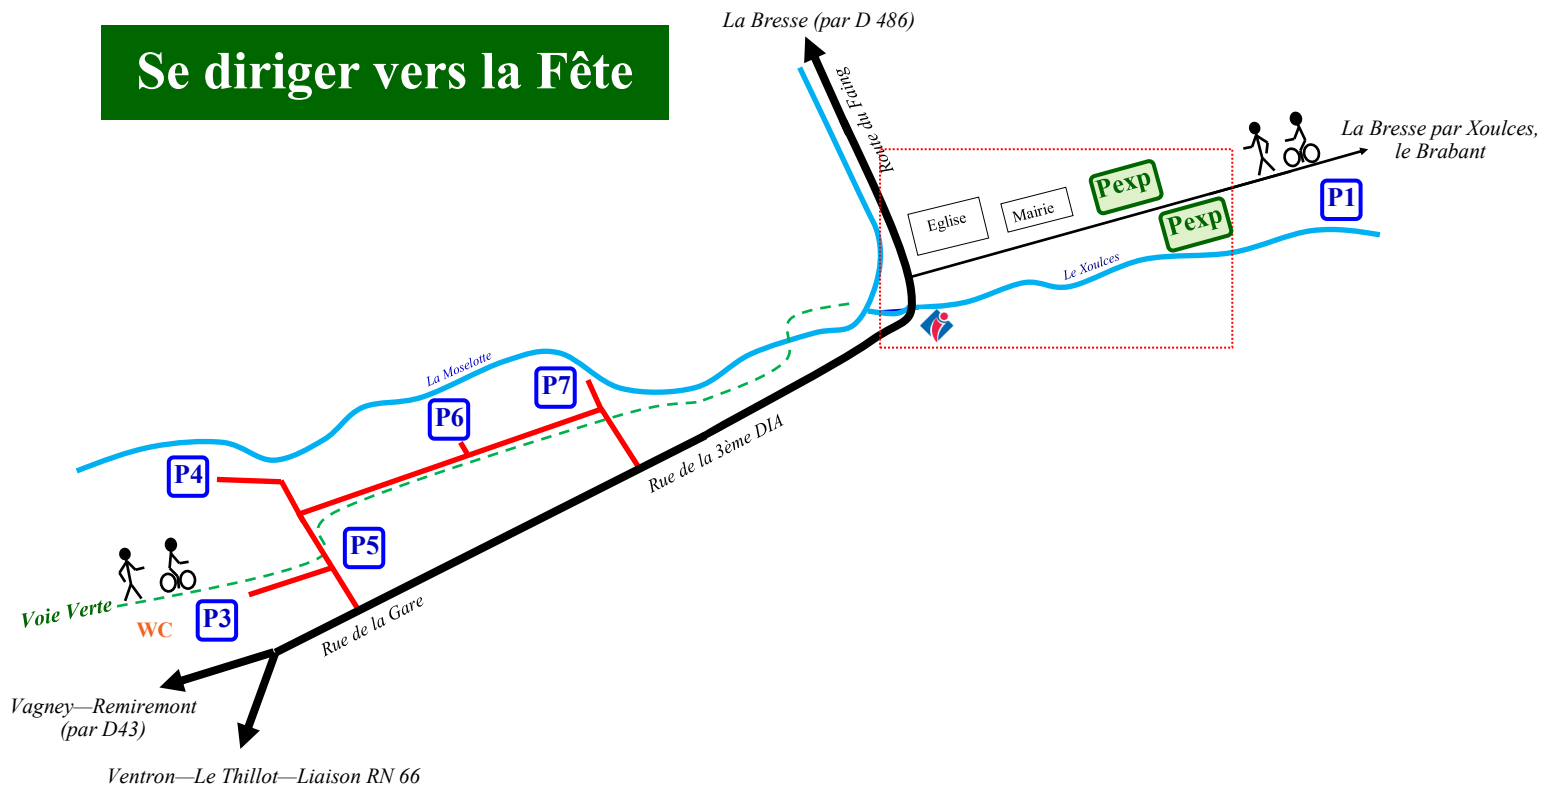 La Bresse (par D 486)
Se diriger vers la Fête
Route du Faing
La Bresse par Xoulces,
le Brabant
Pexp
P1
Eglise
Mairie
Pexp
Le Xoulces
La Moselotte
P7
P6
Rue de la 3ème DIA
P4
P5
Voie Verte
WC
P3
Rue de la Gare
Vagney—Remiremont
(par D43)
Ventron—Le Thillot—Liaison RN 66